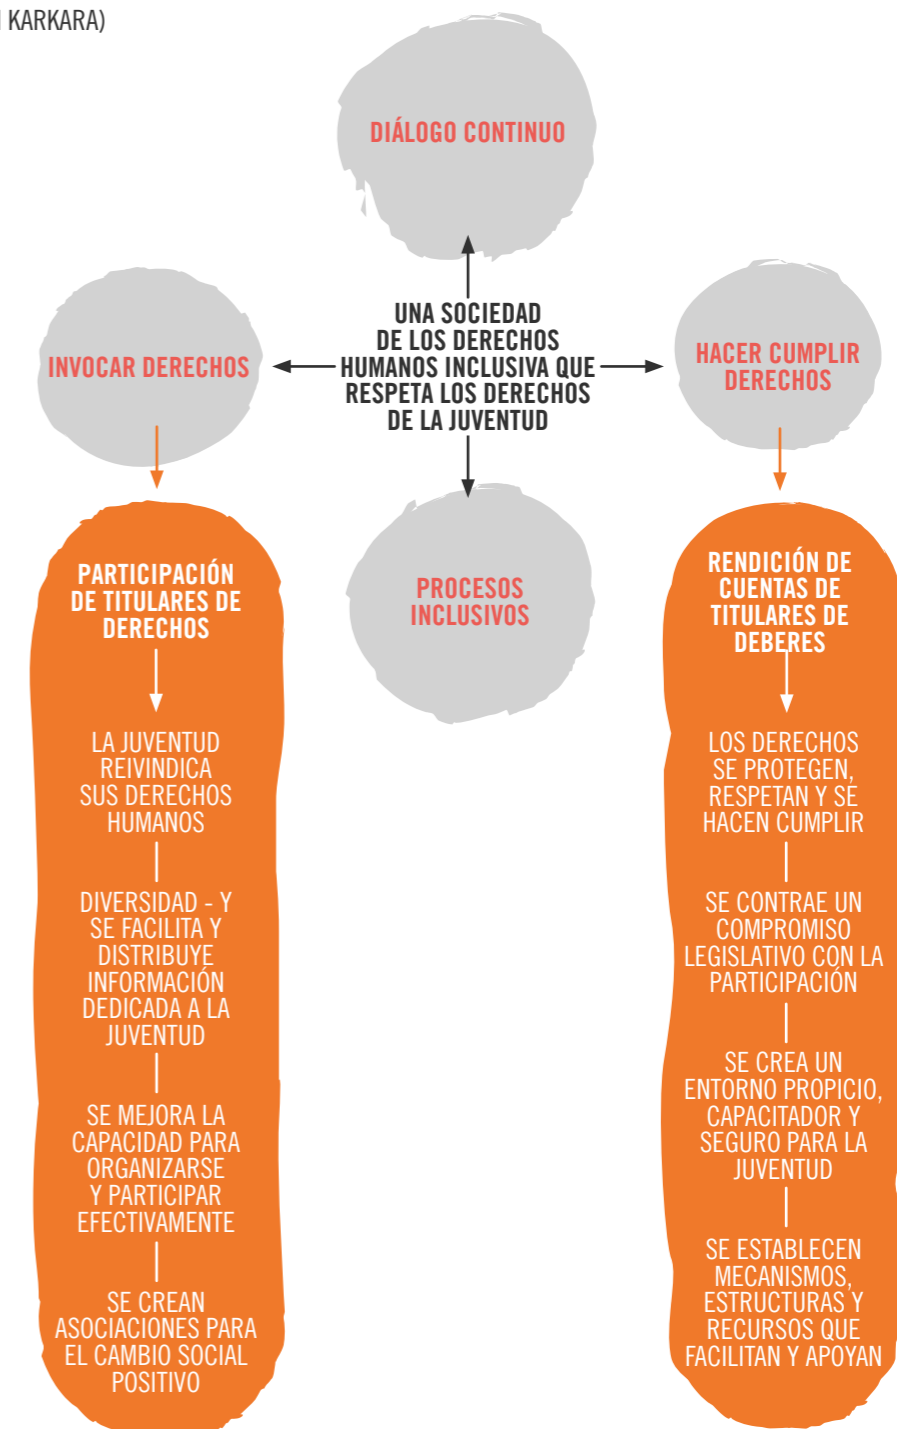 KARKARA)
DIÁLOGO CONTINUO
UNA SOCIEDAD
DE LOS DERECHOS
HUMANOS INCLUSIVA QUE
RESPETA LOS DERECHOS
DE LA JUVENTUD
INVOCAR DERECHOS
HACER CUMPLIR
DERECHOS
PROCESOS
INCLUSIVOS
PARTICIPACIÓN
DE TITULARES DE
DERECHOS
LA JUVENTUD
REIVINDICA
SUS DERECHOS
HUMANOS
DIVERSIDAD - Y
SE FACILITA Y
DISTRIBUYE
INFORMACIÓN
DEDICADA A LA
JUVENTUD
SE MEJORA LA
CAPACIDAD PARA
ORGANIZARSE
Y PARTICIPAR
EFECTIVAMENTE
SE CREAN
ASOCIACIONES PARA
EL CAMBIO SOCIAL
POSITIVO
RENDICIÓN DE
CUENTAS DE
TITULARES DE
DEBERES
LOS DERECHOS
SE PROTEGEN,
RESPETAN Y SE
HACEN CUMPLIR
SE CONTRAE UN
COMPROMISO
LEGISLATIVO CON LA
PARTICIPACIÓN
SE CREA UN
ENTORNO PROPICIO,
CAPACITADOR Y
SEGURO PARA LA
JUVENTUD
SE ESTABLECEN
MECANISMOS,
ESTRUCTURAS Y
RECURSOS QUE
FACILITAN Y APOYAN